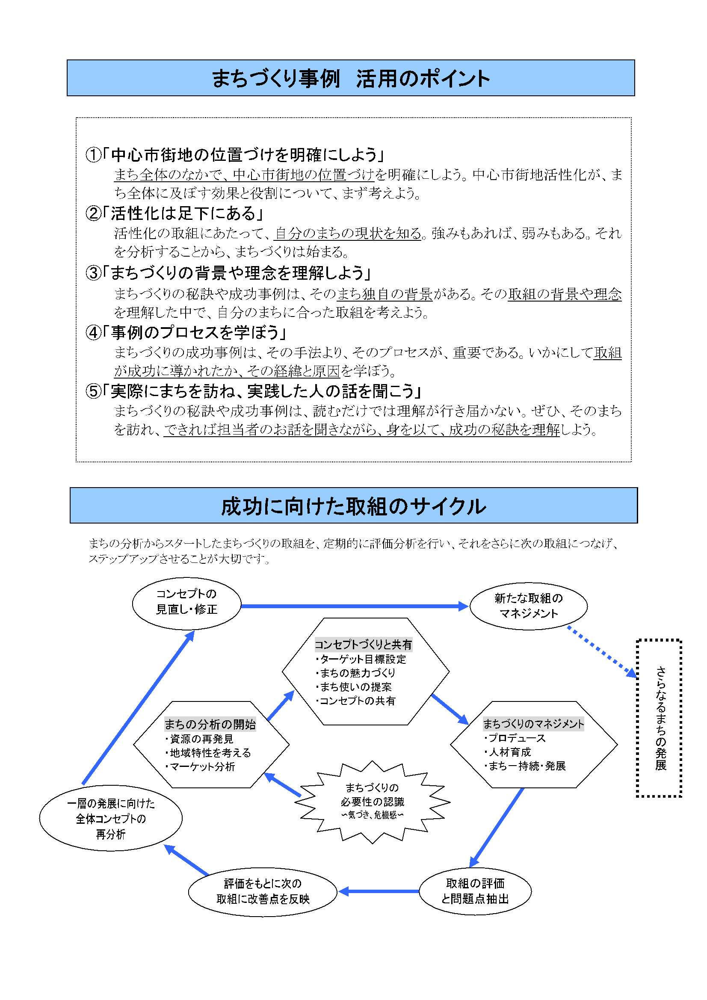 まちづくり事例　活用のポイント
①「中心市街地の位置づけを明確にしよう」
まち全体のなかで、中心市街地の位置づけを明確にしよう。中心市街地活性化が、ま
ち全体に及ぼす効果と役割について、まず考えよう。
②「活性化は足下にある」
活性化の取組にあたって、自分のまちの現状を知る。強みもあれば、弱みもある。それ
を分析することから、まちづくりは始まる。
③「まちづくりの背景や理念を理解しよう」
まちづくりの秘訣や成功事例は、そのまち独自の背景がある。その取組の背景や理念
を理解した中で、自分のまちに合った取組を考えよう。
④「事例のプロセスを学ぼう」
まちづくりの成功事例は、その手法より、そのプロセスが、重要である。いかにして取組
が成功に導かれたか、その経緯と原因を学ぼう。
⑤「実際にまちを訪ね、実践した人の話を聞こう」
まちづくりの秘訣や成功事例は、読むだけでは理解が行き届かない。ぜひ、そのまち
を訪れ、できれば担当者のお話を聞きながら、身を以て、成功の秘訣を理解しよう。
成功に向けた取組のサイクル
まちの分析からスタートしたまちづくりの取組を、定期的に評価分析を行い、それをさらに次の取組につなげ、
ステップアップさせることが大切です。
コンセプトの
見直し・修正
新たな取組の
マネジメント
コンセプトづくりと共有
・ターゲット目標設定
・まちの魅力づくり
・まち使いの提案
・コンセプトの共有
さらなるまちの発展
まちの分析の開始
・資源の再発見
・地域特性を考える
・マーケット分析
まちづくりのマネジメント
・プロデュース
・人材育成
・まち－持続・発展
まちづくりの
必要性の認識
～気づき、危機感～
一層の発展に向けた
全体コンセプトの
再分析
評価をもとに次の
取組に改善点を反映
取組の評価
と問題点抽出